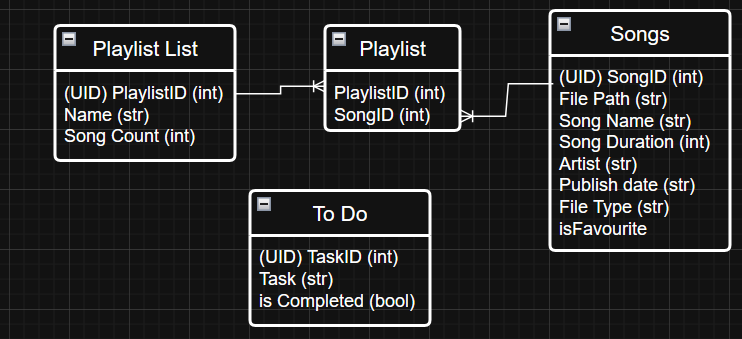 Playlist List
(UID) PlaylistID (int)
Name (str)
Song Count (int)
Playlist
PlaylistID (int)
SongID (int)
Songs
(UID) SongID (int)
File Path (str)
Song Name (str)
Song Duration (int)
Artist (str)
Publish date (str)
File Type (str)
isFavourite
To Do
(UID) TaskID (int)
Task (str)
is Completed (bool)